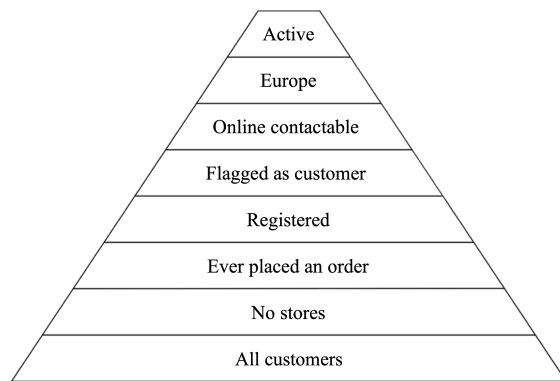 Active
Europe
Online contactable
Flagged as customer
Registered
Ever placed an order
No stores
All customers